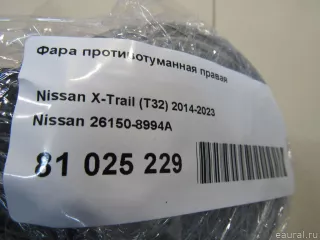 Фара противотуманная правая
Nissan X-Trail (T32) 2014-2023
Nissan 26150-8994A
81 025 229
eaural.ru